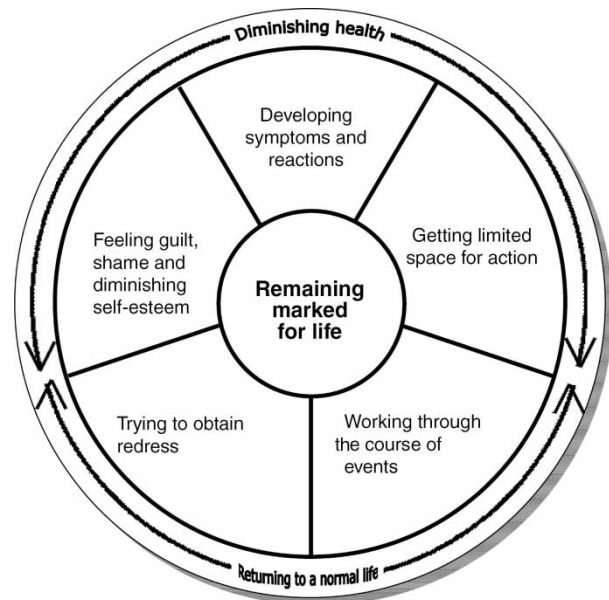 Diminishing health
Developing
symptoms and
reactions
Feeling guilt,
shame and
diminishing
self-esteem
Getting limited
space for action
Remaining
marked
for life
Trying to obtain
redress
Working through
the course of
events
Returning to a normal life